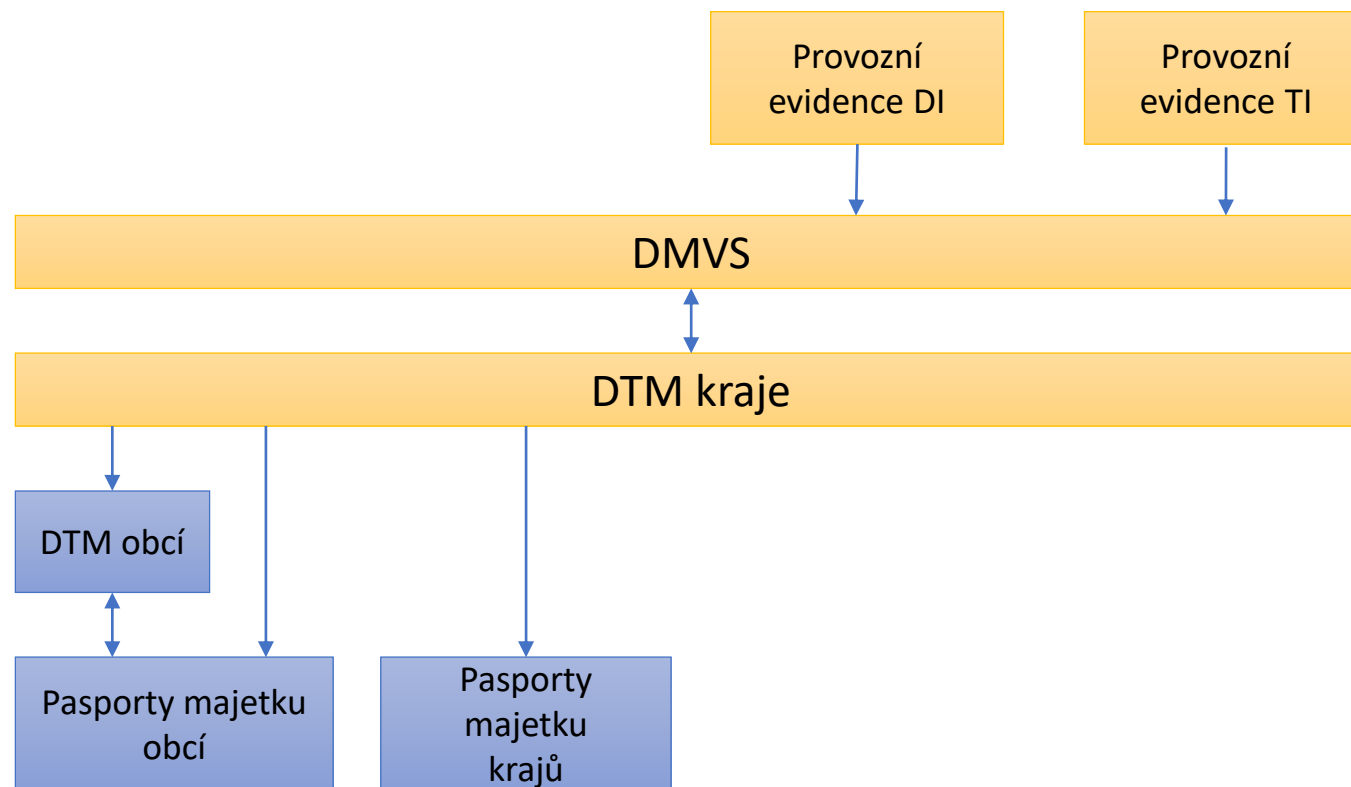 Provozní
evidence DI
Provozní
evidence TI
DMVS
DTM kraje
DTM obcí
Pasporty majetku
obcí
Pasporty
majetku
krajů